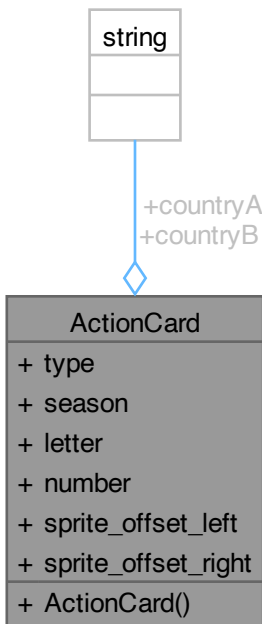 string
+countryA
+countryB
ActionCard
+ type
+ season
+ letter
+ number
+ sprite_offset_left
+ sprite_offset_right
+ ActionCard()